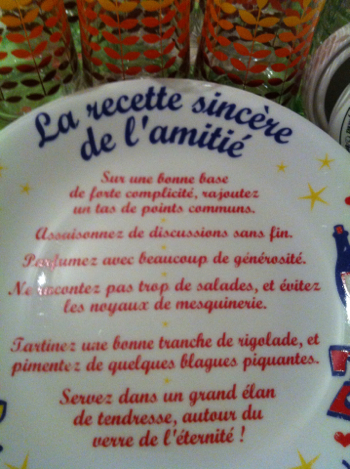 La recette sincère
de l'amitié
Sur une bonne base
de forte complicité, rajoutez
un tas de points communs.
Assaisonnez de discussions sans fin.
Parfumez avec beaucoup de générosité.
Ne racontez pas trop de salades, et évitez
les noyaux de mesquinerie.
Tartinez une bonne tranche de rigolade, et
pimentez de quelques blagues piquantes.
Servez dans un grand élan
de tendresse, autour du
verre de l'éternité !